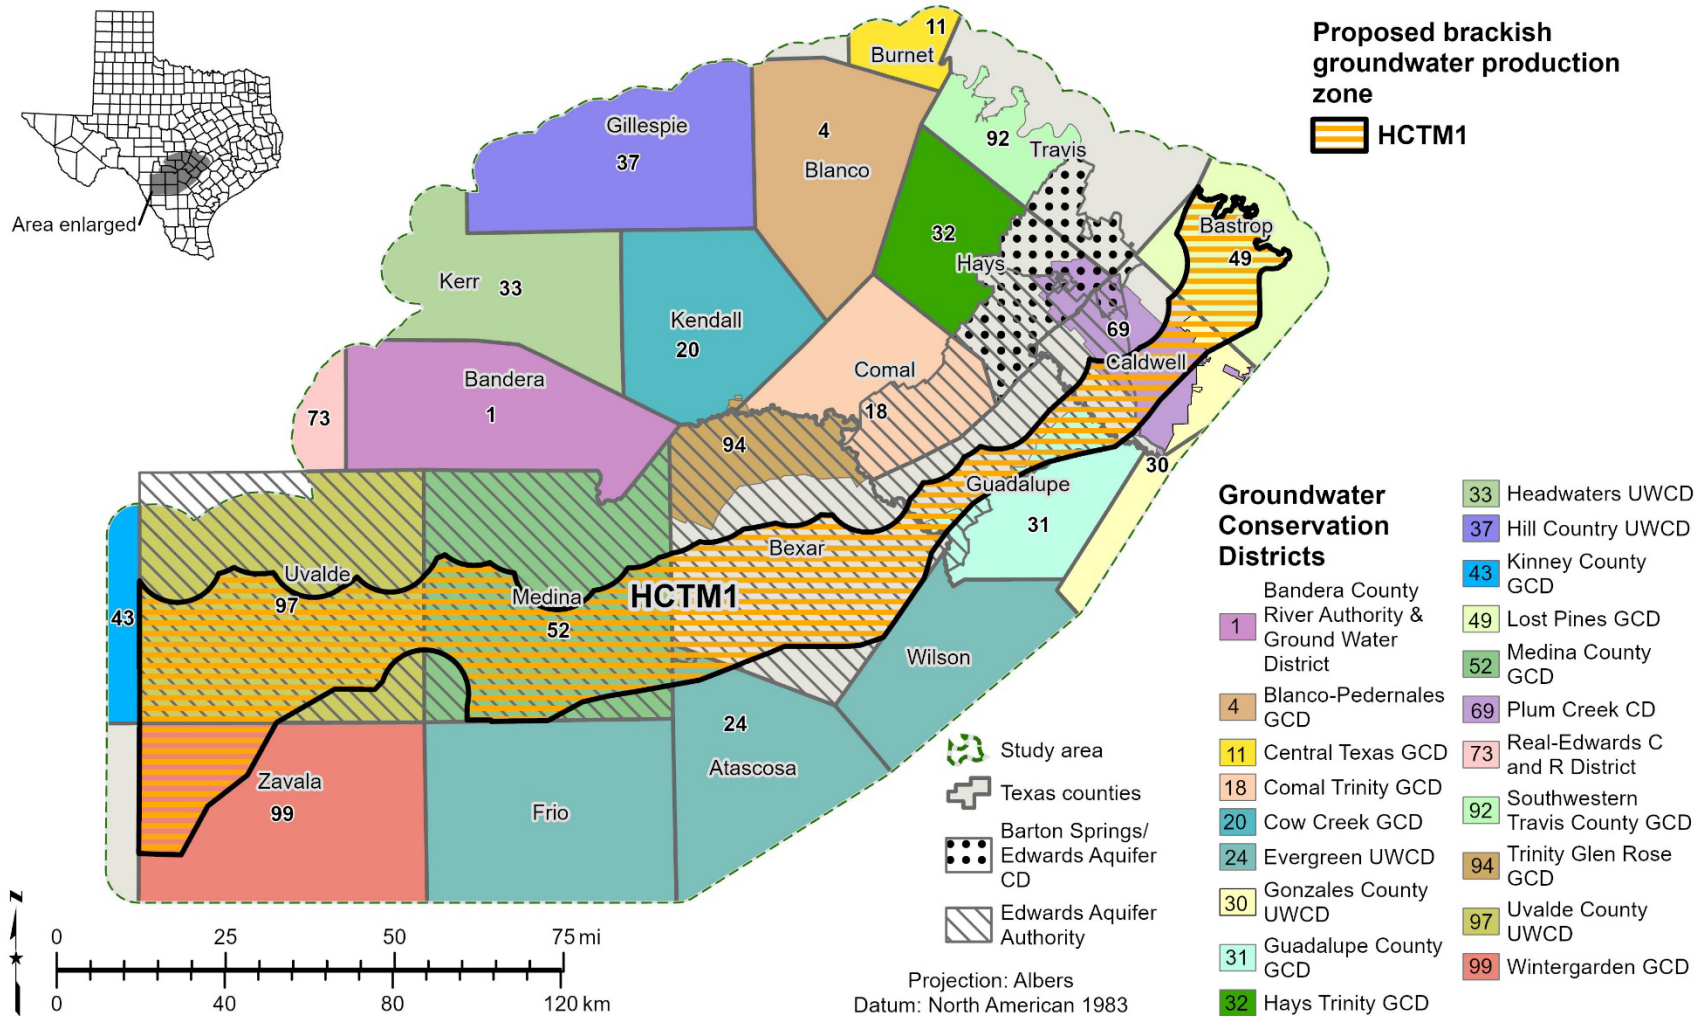 Area enlarged
11
Burnet
Gillespie
37
4
Blanco
92
Travis
32
Hays
Bastrop
49
Kerr
33
Kendall
20
69
Caldwell
Comal
18
Bandera
1
73
94
30
Guadalupe
31
Bexar
Uvalde
97
Medina
52
HCTM1
43
Wilson
24
Atascosa
Zavala
99
Frio
Proposed brackish
groundwater production
zone
HCTM1
Study area
Texas counties
Barton Springs/
Edwards Aquifer
CD
Edwards Aquifer
Authority
Projection: Albers
Datum: North American 1983
Groundwater
Conservation
Districts
1 Bandera County
River Authority &
Ground Water
District
4 Blanco-Pedernales
GCD
11 Central Texas GCD
18 Comal Trinity GCD
20 Cow Creek GCD
24 Evergreen UWCD
30 Gonzales County
UWCD
31 Guadalupe County
GCD
32 Hays Trinity GCD
33 Headwaters UWCD
37 Hill Country UWCD
43 Kinney County
GCD
49 Lost Pines GCD
52 Medina County
GCD
69 Plum Creek CD
73 Real-Edwards C
and R District
92 Southwestern
Travis County GCD
94 Trinity Glen Rose
GCD
97 Uvalde County
UWCD
99 Wintergarden GCD
N
0 25 50 75 mi
0 40 80 120 km